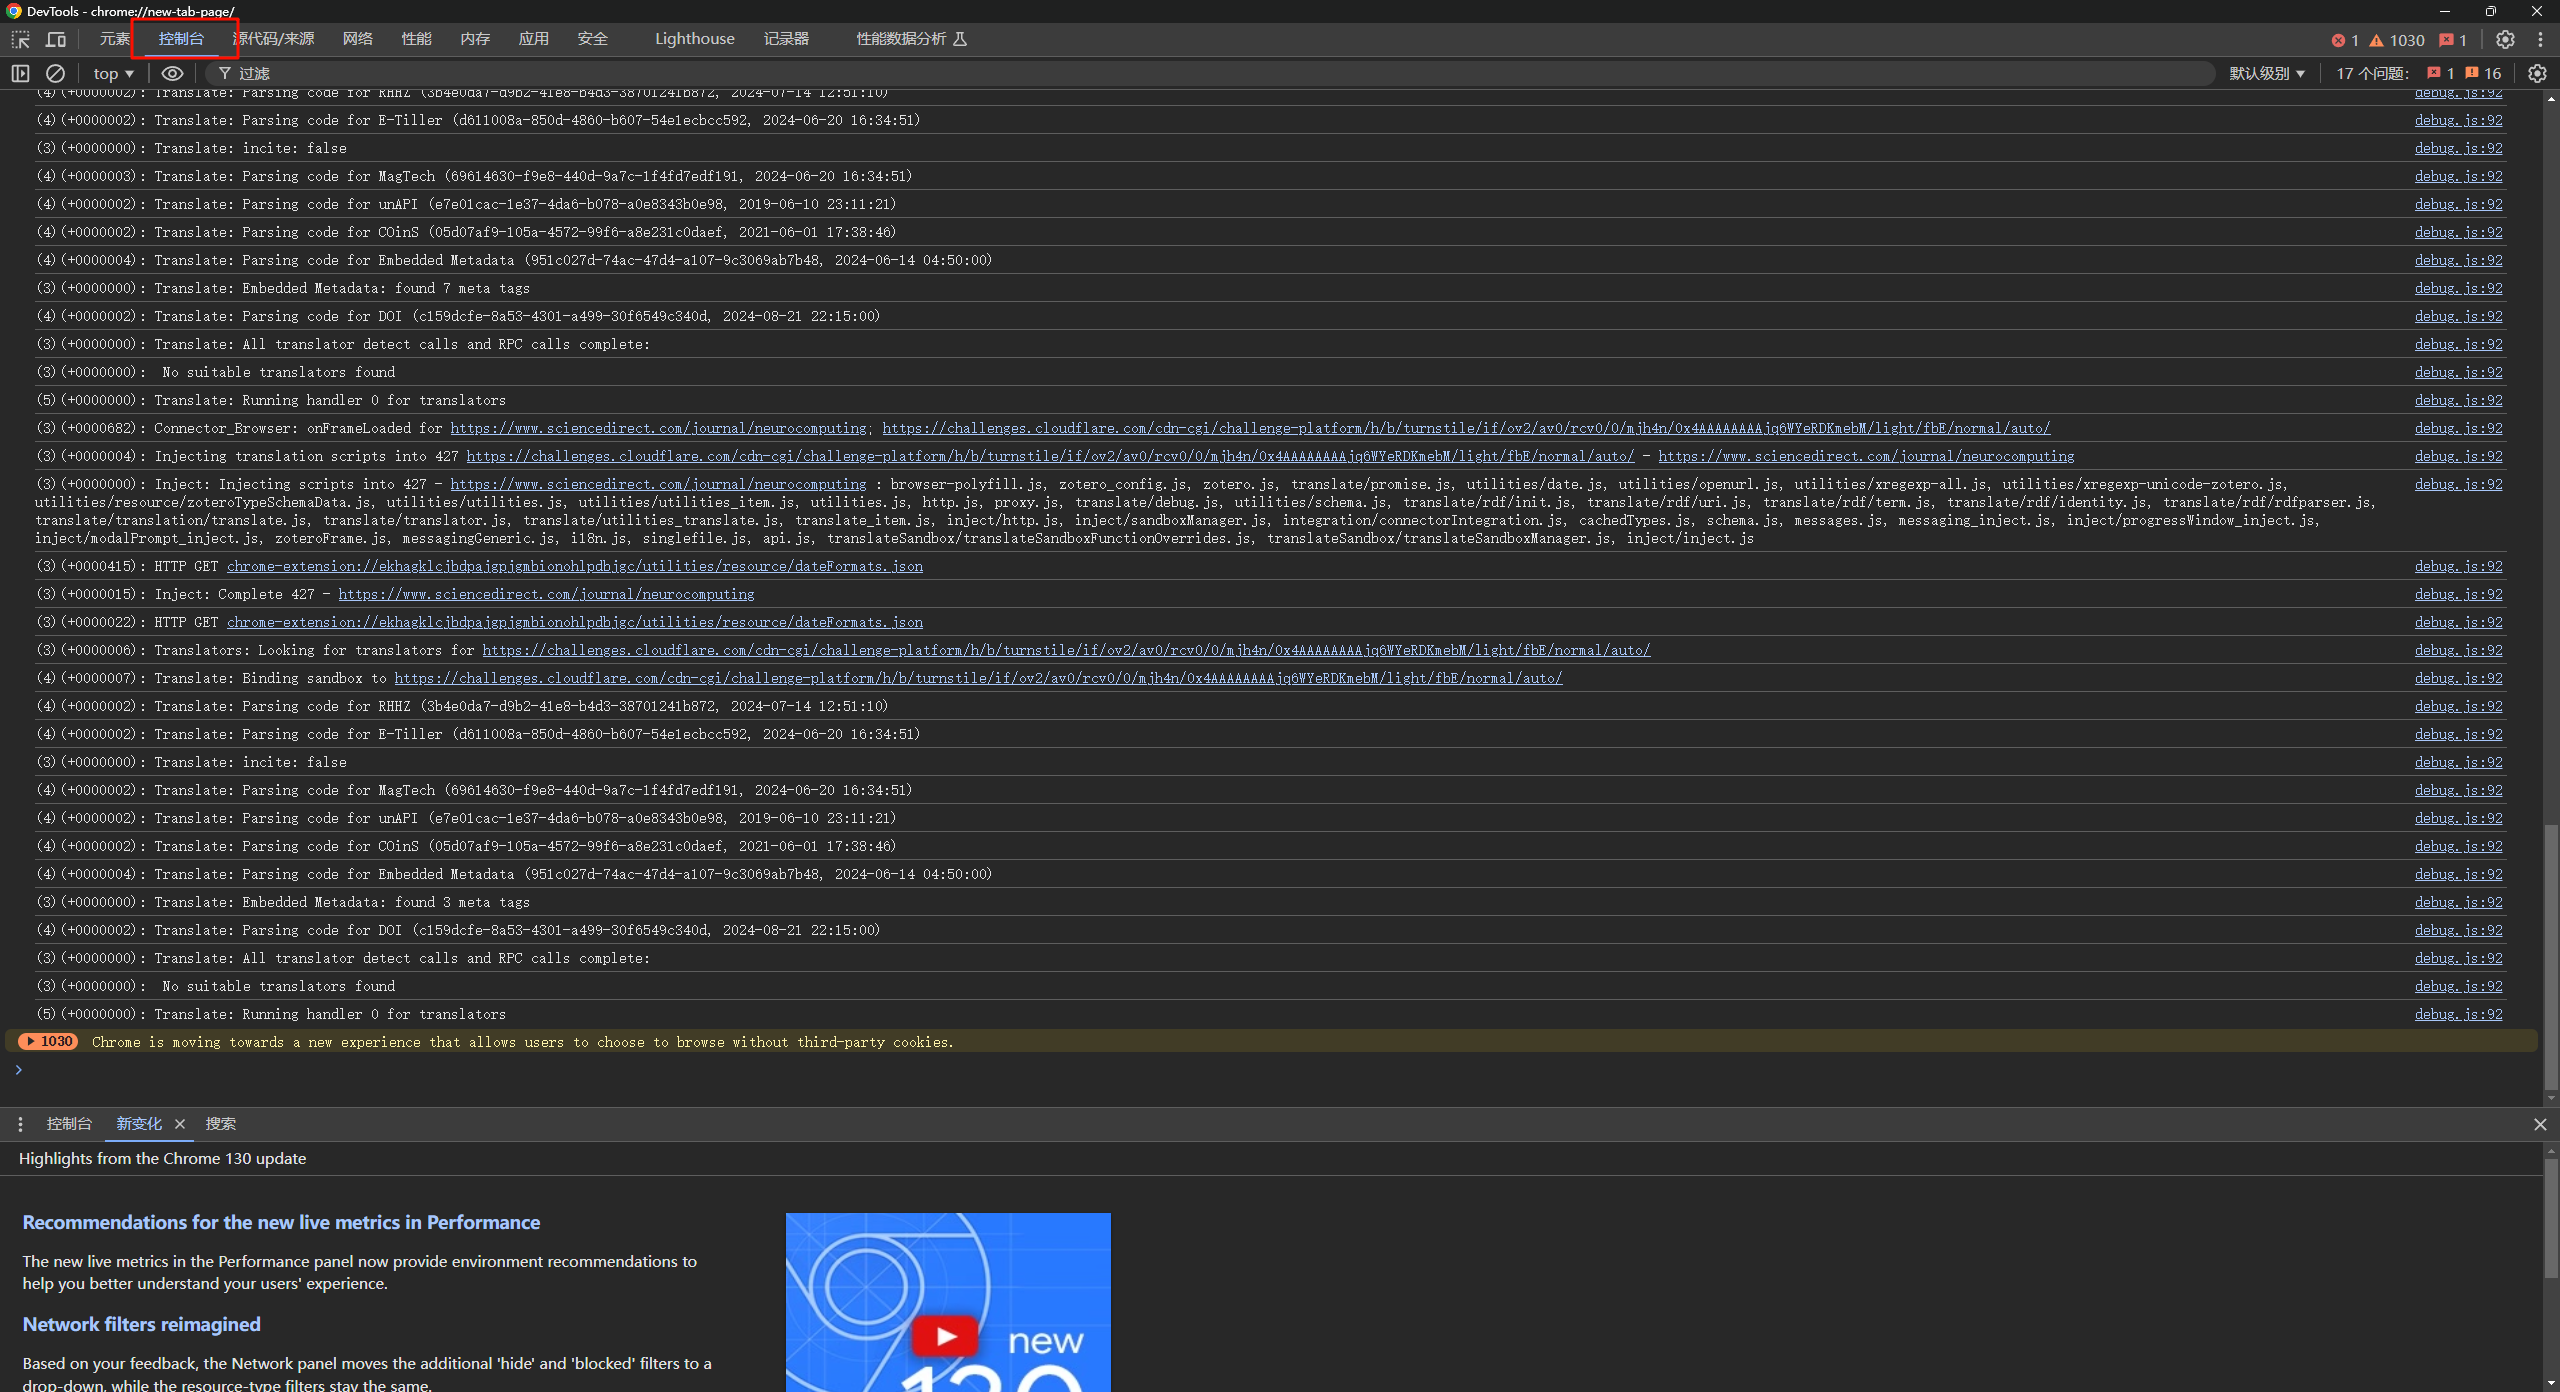 DevTools - chrome://new-tab-page/
元素 控制台 源代码/来源 网络 性能 内存 应用 安全 Lighthouse 记录器 性能数据分析 1 1030 1
top 过滤 默认级别 17 个问题: 1 16
(4)(+0000002): Translate: Parsing code for RHHZ (3b4e0da7-d9b2-41e8-b4d3-38701241b872, 2024-07-14 12:51:10) debug.js:92
(4)(+0000002): Translate: Parsing code for E-Tiller (d611008a-850d-4860-b607-54e1ecbcc592, 2024-06-20 16:34:51) debug.js:92
(3)(+0000000): Translate: incite: false debug.js:92
(4)(+0000003): Translate: Parsing code for MagTech (69614630-f9e8-440d-9a7c-1f4fd7edf191, 2024-06-20 16:34:51) debug.js:92
(4)(+0000002): Translate: Parsing code for unAPI (e7e01cac-1e37-4da6-b078-a0e8343b0e98, 2019-06-10 23:11:21) debug.js:92
(4)(+0000002): Translate: Parsing code for COinS (05d07af9-105a-4572-99f6-a8e231c0daef, 2021-06-01 17:38:46) debug.js:92
(4)(+0000004): Translate: Parsing code for Embedded Metadata (951c027d-74ac-47d4-a107-9c3069ab7b48, 2024-06-14 04:50:00) debug.js:92
(3)(+0000000): Translate: Embedded Metadata: found 7 meta tags debug.js:92
(4)(+0000002): Translate: Parsing code for DOI (c159dcfe-8a53-4301-a499-30f6549c340d, 2024-08-21 22:15:00) debug.js:92
(3)(+0000000): Translate: All translator detect calls and RPC calls complete: debug.js:92
(3)(+0000000): No suitable translators found debug.js:92
(5)(+0000000): Translate: Running handler 0 for translators debug.js:92
(3)(+0000682): Connector_Browser: onFrameLoaded for https://www.sciencedirect.com/journal/neurocomputing; https://challenges.cloudflare.com/cdn-cgi/challenge-platform/h/b/turnstile/if/ov2/av0/rcv0/0/mjh4n/0x4AAAAAAAAjq6WYeRDKmebM/light/fbE/normal/auto/ debug.js:92
(3)(+0000004): Injecting translation scripts into 427 https://challenges.cloudflare.com/cdn-cgi/challenge-platform/h/b/turnstile/if/ov2/av0/rcv0/0/mjh4n/0x4AAAAAAAAjq6WYeRDKmebM/light/fbE/normal/auto/ - https://www.sciencedirect.com/journal/neurocomputing debug.js:92
(3)(+0000000): Inject: Injecting scripts into 427 - https://www.sciencedirect.com/journal/neurocomputing : browser-polyfill.js, zotero_config.js, zotero.js, translate/promise.js, utilities/date.js, utilities/openurl.js, utilities/xregexp-all.js, utilities/xregexp-unicode-zotero.js, debug.js:92
utilities/resource/zoteroTypeSchemaData.js, utilities/utilities.js, utilities/utilities_item.js, utilities.js, http.js, proxy.js, translate/debug.js, utilities/schema.js, translate/rdf/init.js, translate/rdf/uri.js, translate/rdf/term.js, translate/rdf/identity.js, translate/rdf/rdfparser.js,
translate/translation/translate.js, translate/translator.js, translate/utilities_translate.js, translate_item.js, inject/http.js, inject/sandboxManager.js, integration/connectorIntegration.js, cachedTypes.js, schema.js, messages.js, messaging_inject.js, inject/progressWindow_inject.js,
inject/modalPrompt_inject.js, zoteroFrame.js, messagingGeneric.js, i18n.js, singlefile.js, api.js, translateSandbox/translateSandboxFunctionOverrides.js, translateSandbox/translateSandboxManager.js, inject/inject.js
(3)(+0000415): HTTP GET chrome-extension://ekhagklcjbdpajgpjgmbionohlpdbjgc/utilities/resource/dateFormats.json debug.js:92
(3)(+0000015): Inject: Complete 427 - https://www.sciencedirect.com/journal/neurocomputing debug.js:92
(3)(+0000022): HTTP GET chrome-extension://ekhagklcjbdpajgpjgmbionohlpdbjgc/utilities/resource/dateFormats.json debug.js:92
(3)(+0000006): Translators: Looking for translators for https://challenges.cloudflare.com/cdn-cgi/challenge-platform/h/b/turnstile/if/ov2/av0/rcv0/0/mjh4n/0x4AAAAAAAAjq6WYeRDKmebM/light/fbE/normal/auto/ debug.js:92
(4)(+0000007): Translate: Binding sandbox to https://challenges.cloudflare.com/cdn-cgi/challenge-platform/h/b/turnstile/if/ov2/av0/rcv0/0/mjh4n/0x4AAAAAAAAjq6WYeRDKmebM/light/fbE/normal/auto/ debug.js:92
(4)(+0000002): Translate: Parsing code for RHHZ (3b4e0da7-d9b2-41e8-b4d3-38701241b872, 2024-07-14 12:51:10) debug.js:92
(4)(+0000002): Translate: Parsing code for E-Tiller (d611008a-850d-4860-b607-54e1ecbcc592, 2024-06-20 16:34:51) debug.js:92
(3)(+0000000): Translate: incite: false debug.js:92
(4)(+0000002): Translate: Parsing code for MagTech (69614630-f9e8-440d-9a7c-1f4fd7edf191, 2024-06-20 16:34:51) debug.js:92
(4)(+0000002): Translate: Parsing code for unAPI (e7e01cac-1e37-4da6-b078-a0e8343b0e98, 2019-06-10 23:11:21) debug.js:92
(4)(+0000002): Translate: Parsing code for COinS (05d07af9-105a-4572-99f6-a8e231c0daef, 2021-06-01 17:38:46) debug.js:92
(4)(+0000004): Translate: Parsing code for Embedded Metadata (951c027d-74ac-47d4-a107-9c3069ab7b48, 2024-06-14 04:50:00) debug.js:92
(3)(+0000000): Translate: Embedded Metadata: found 3 meta tags debug.js:92
(4)(+0000002): Translate: Parsing code for DOI (c159dcfe-8a53-4301-a499-30f6549c340d, 2024-08-21 22:15:00) debug.js:92
(3)(+0000000): Translate: All translator detect calls and RPC calls complete: debug.js:92
(3)(+0000000): No suitable translators found debug.js:92
(5)(+0000000): Translate: Running handler 0 for translators debug.js:92
1030 Chrome is moving towards a new experience that allows users to choose to browse without third-party cookies.
控制台 新变化 搜索
Highlights from the Chrome 130 update
Recommendations for the new live metrics in Performance
The new live metrics in the Performance panel now provide environment recommendations to
help you better understand your users' experience.
Network filters reimagined
Based on your feedback, the Network panel moves the additional 'hide' and 'blocked' filters to a
drop-down, while the resource-type filters stay the same.
new
130